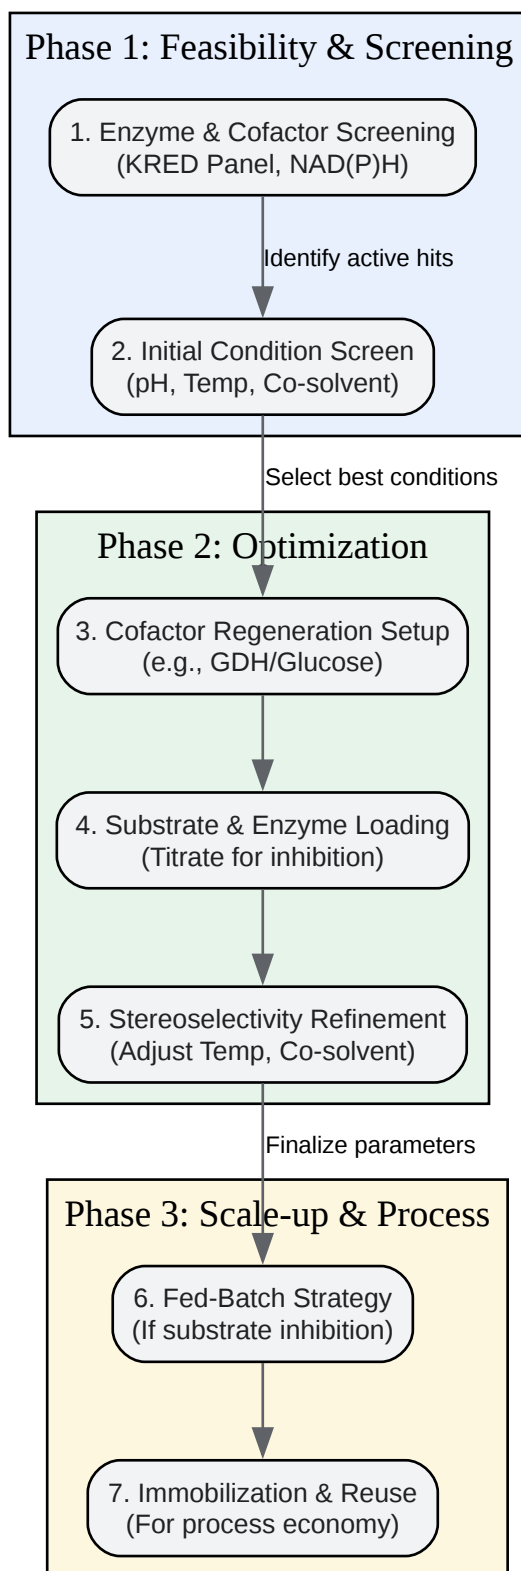 Phase 1: Feasibility & Screening
1. Enzyme & Cofactor Screening
(KRED Panel, NAD(P)H)
Identify active hits
2. Initial Condition Screen
(pH, Temp, Co-solvent)
Select best conditions
Phase 2: Optimization
3. Cofactor Regeneration Setup
(e.g., GDH/Glucose)
4. Substrate & Enzyme Loading
(Titrate for inhibition)
5. Stereoselectivity Refinement
(Adjust Temp, Co-solvent)
Finalize parameters
Phase 3: Scale-up & Process
6. Fed-Batch Strategy
(If substrate inhibition)
7. Immobilization & Reuse
(For process economy)